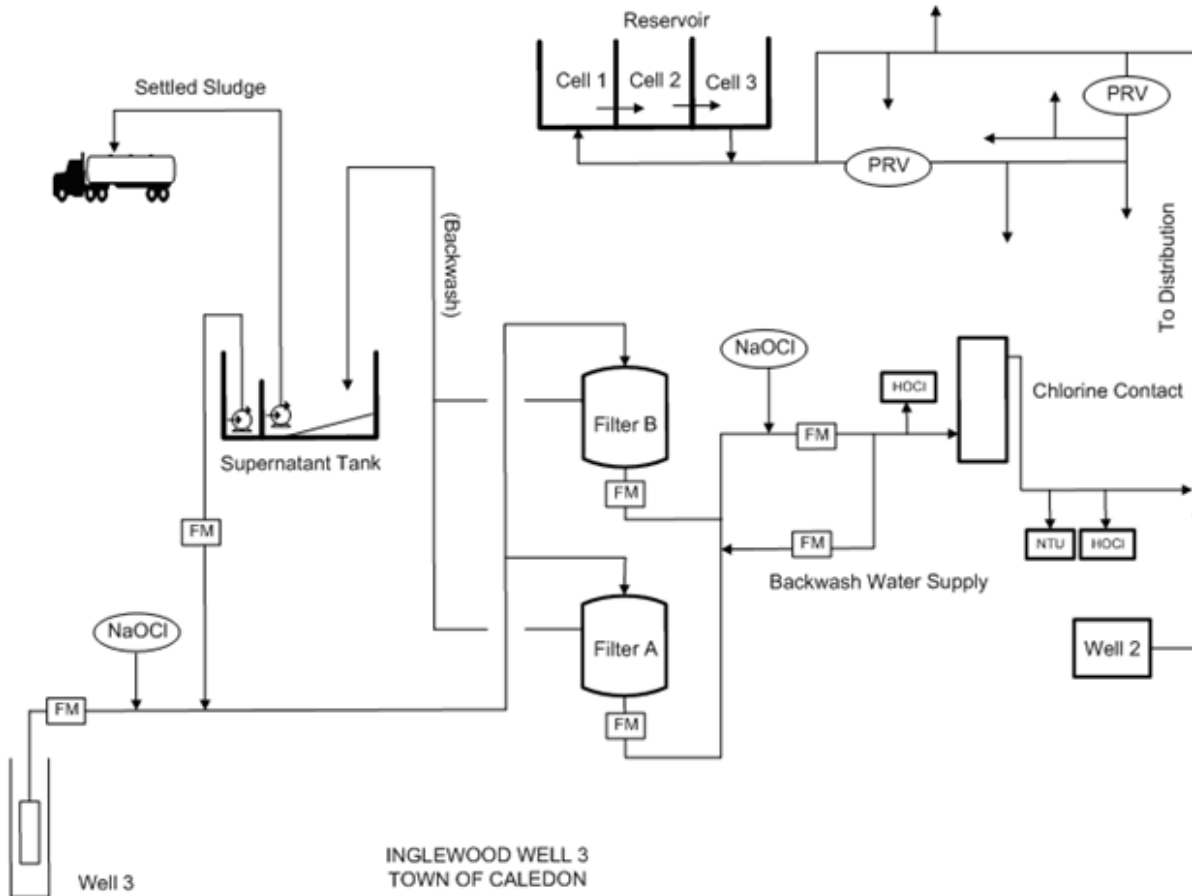 Reservoir
Cell 1
Cell 2
Cell 3
PRV
PRV
Settled Sludge
(Backwash)
To Distribution
NaOCl
HOCl
Chlorine Contact
Filter B
FM
FM
Supernatant Tank
FM
FM
NTU
HOCl
Backwash Water Supply
NaOCl
Filter A
Well 2
FM
FM
Well 3
INGLEWOOD WELL 3
TOWN OF CALEDON